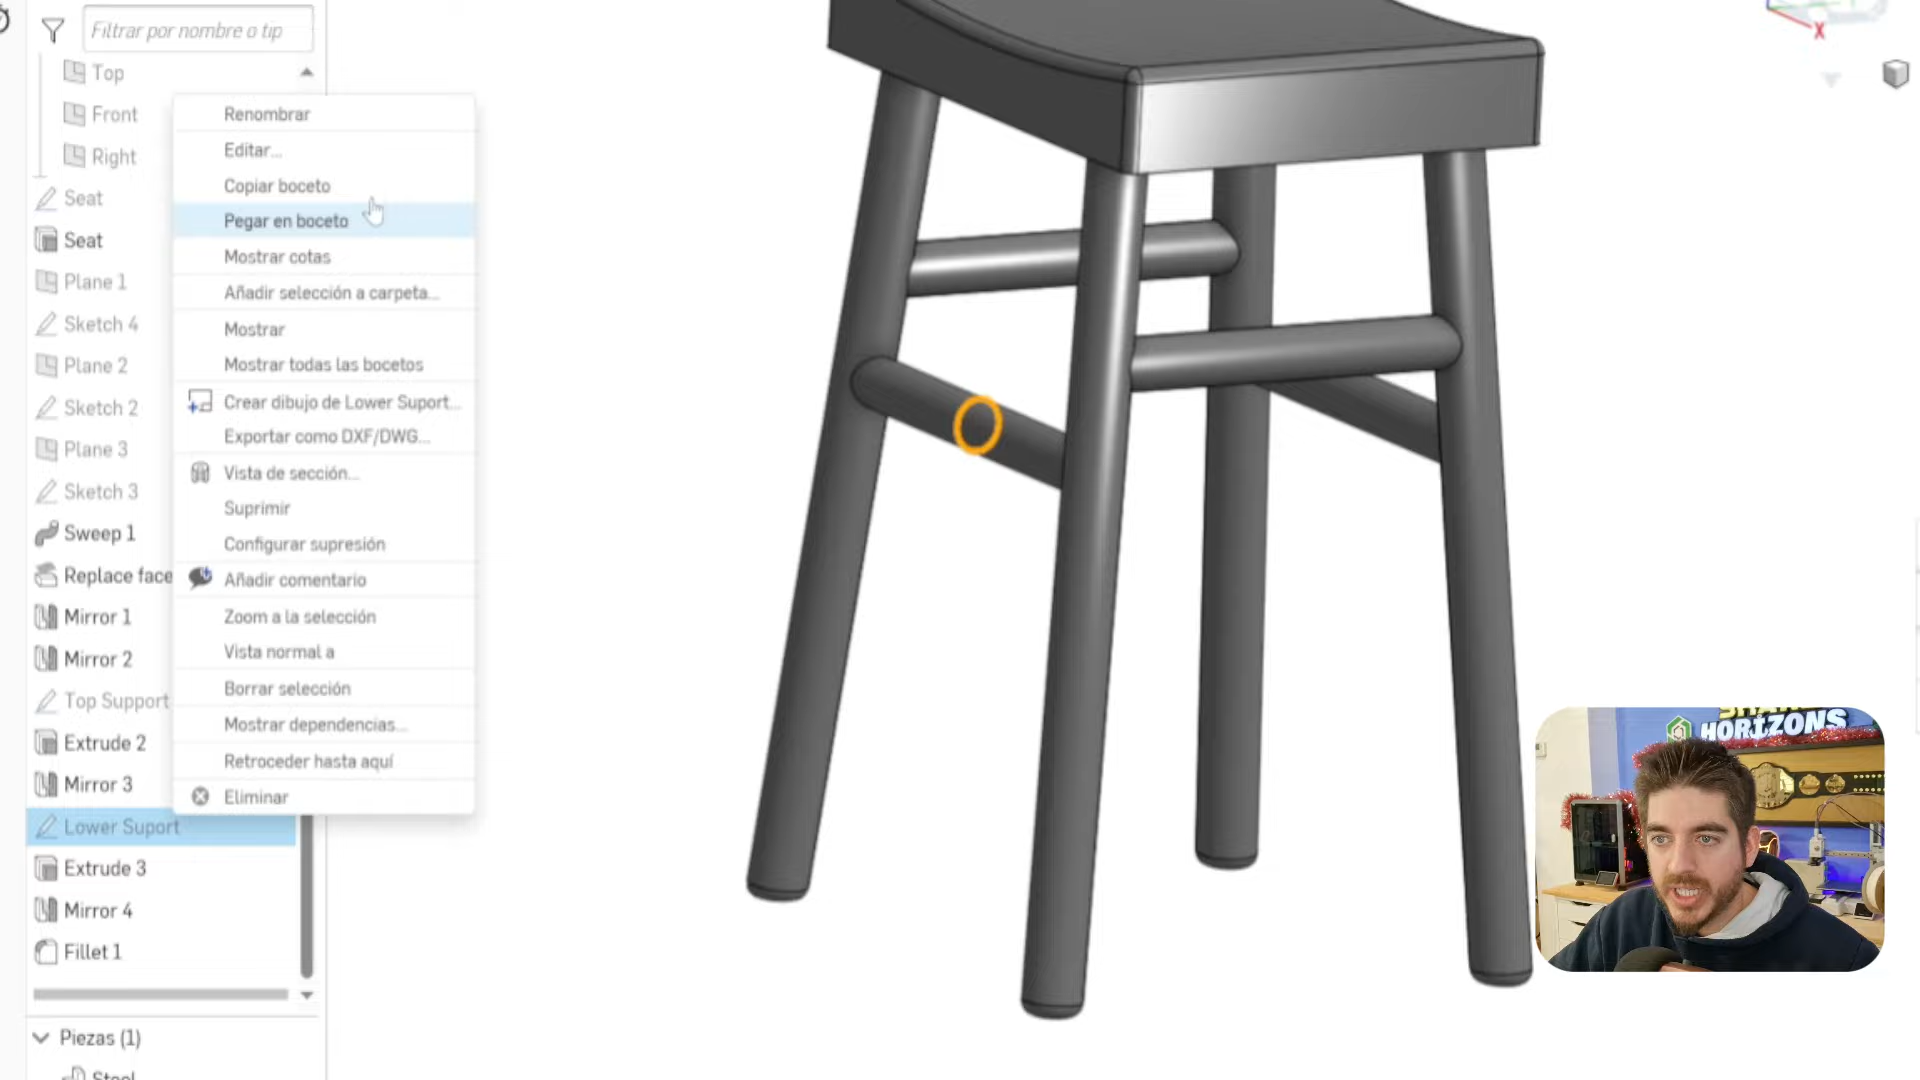 Filtrar por nombre o tip
Top
Front
Right
Seat
Seat
Plane 1
Sketch 4
Plane 2
Sketch 2
Plane 3
Sketch 3
Sweep 1
Replace face
Mirror 1
Mirror 2
Top Support
Extrude 2
Mirror 3
Lower Suport
Extrude 3
Mirror 4
Fillet 1
Piezas (1)
Stool
Renombrar
Editar...
Copiar boceto
Pegar en boceto
Mostrar cotas
Añadir selección a carpeta...
Mostrar
Mostrar todas las bocetos
Crear dibujo de Lower Suport...
Exportar como DXF/DWG...
Vista de sección...
Suprimir
Configurar supresión
Añadir comentario
Zoom a la selección
Vista normal a
Borrar selección
Mostrar dependencias...
Retroceder hasta aquí
Eliminar
X
HORIZONS